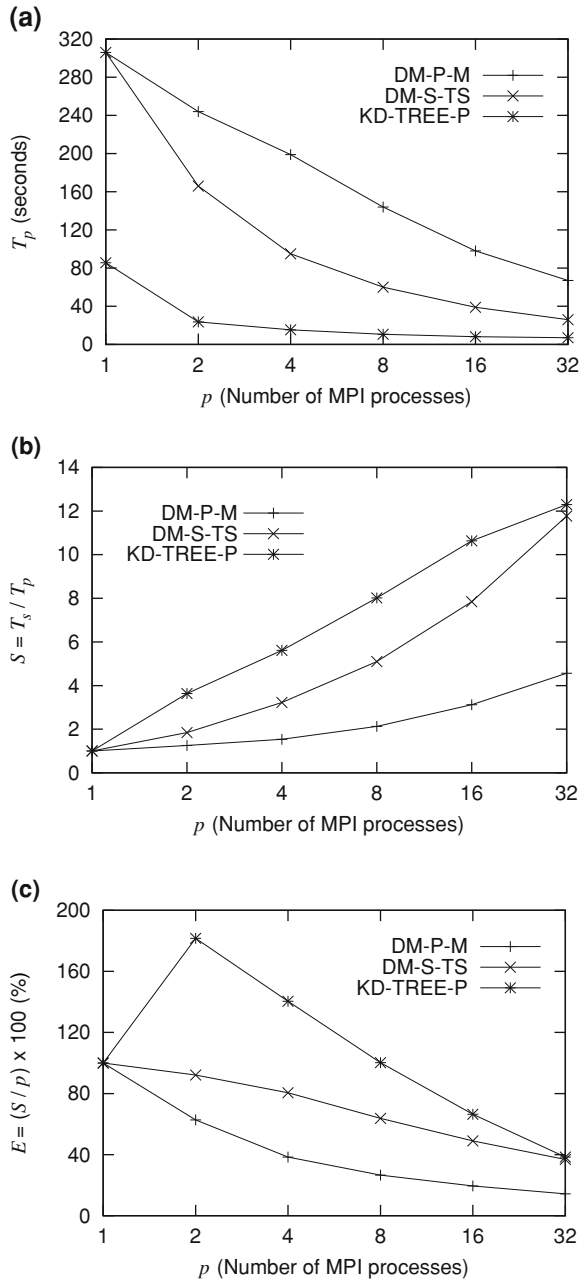 (a)
320
280
240
200
160
120
80
40
0
T_p (seconds)
DM-P-M
DM-S-TS
KD-TREE-P
1 2 4 8 16 32
p (Number of MPI processes)
(b)
14
12
10
8
6
4
2
0
S = T_s / T_p
DM-P-M
DM-S-TS
KD-TREE-P
1 2 4 8 16 32
p (Number of MPI processes)
(c)
200
160
120
80
40
0
E = (S / p) x 100 (%)
DM-P-M
DM-S-TS
KD-TREE-P
1 2 4 8 16 32
p (Number of MPI processes)